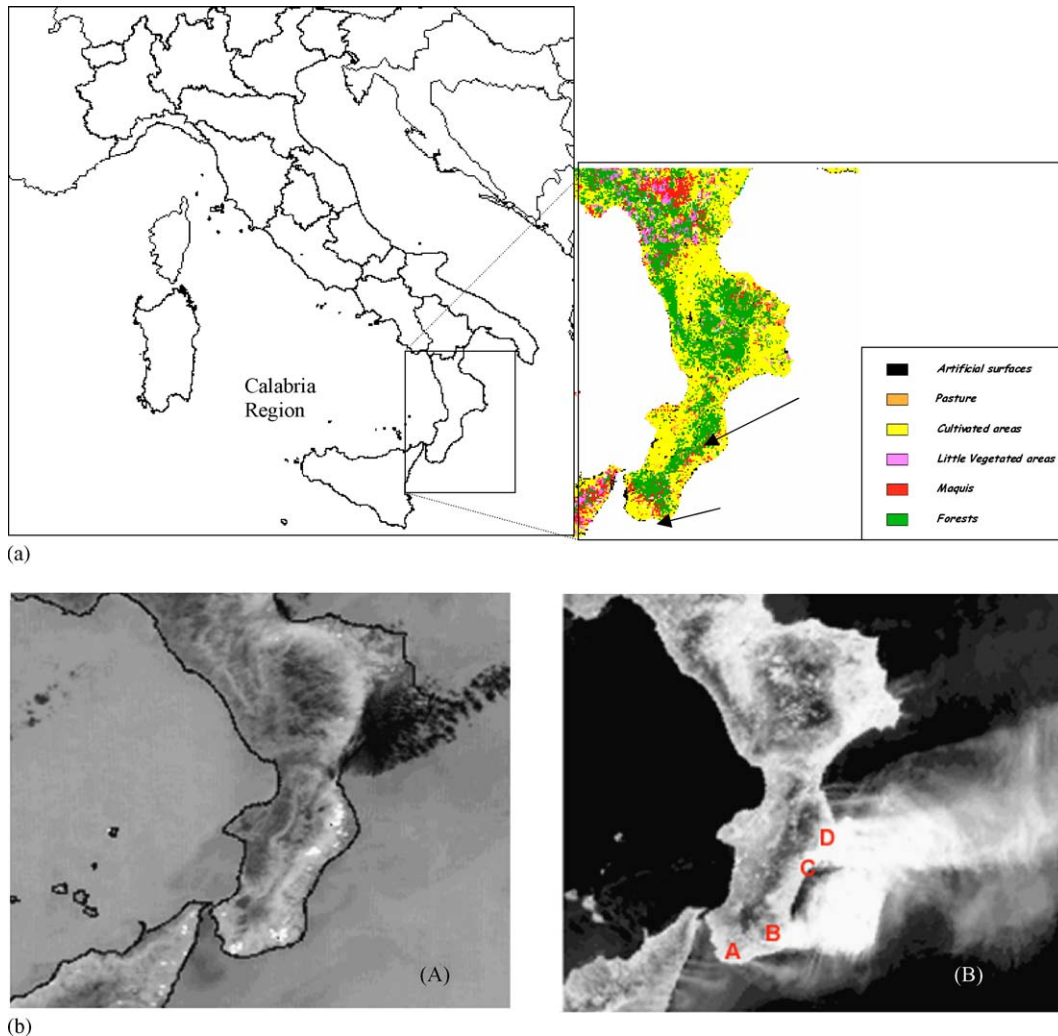 Calabria
Region
Artificial surfaces
Pasture
Cultivated areas
Little Vegetated areas
Maquis
Forests
(a)
(A)
D
C
B
A
(B)
(b)